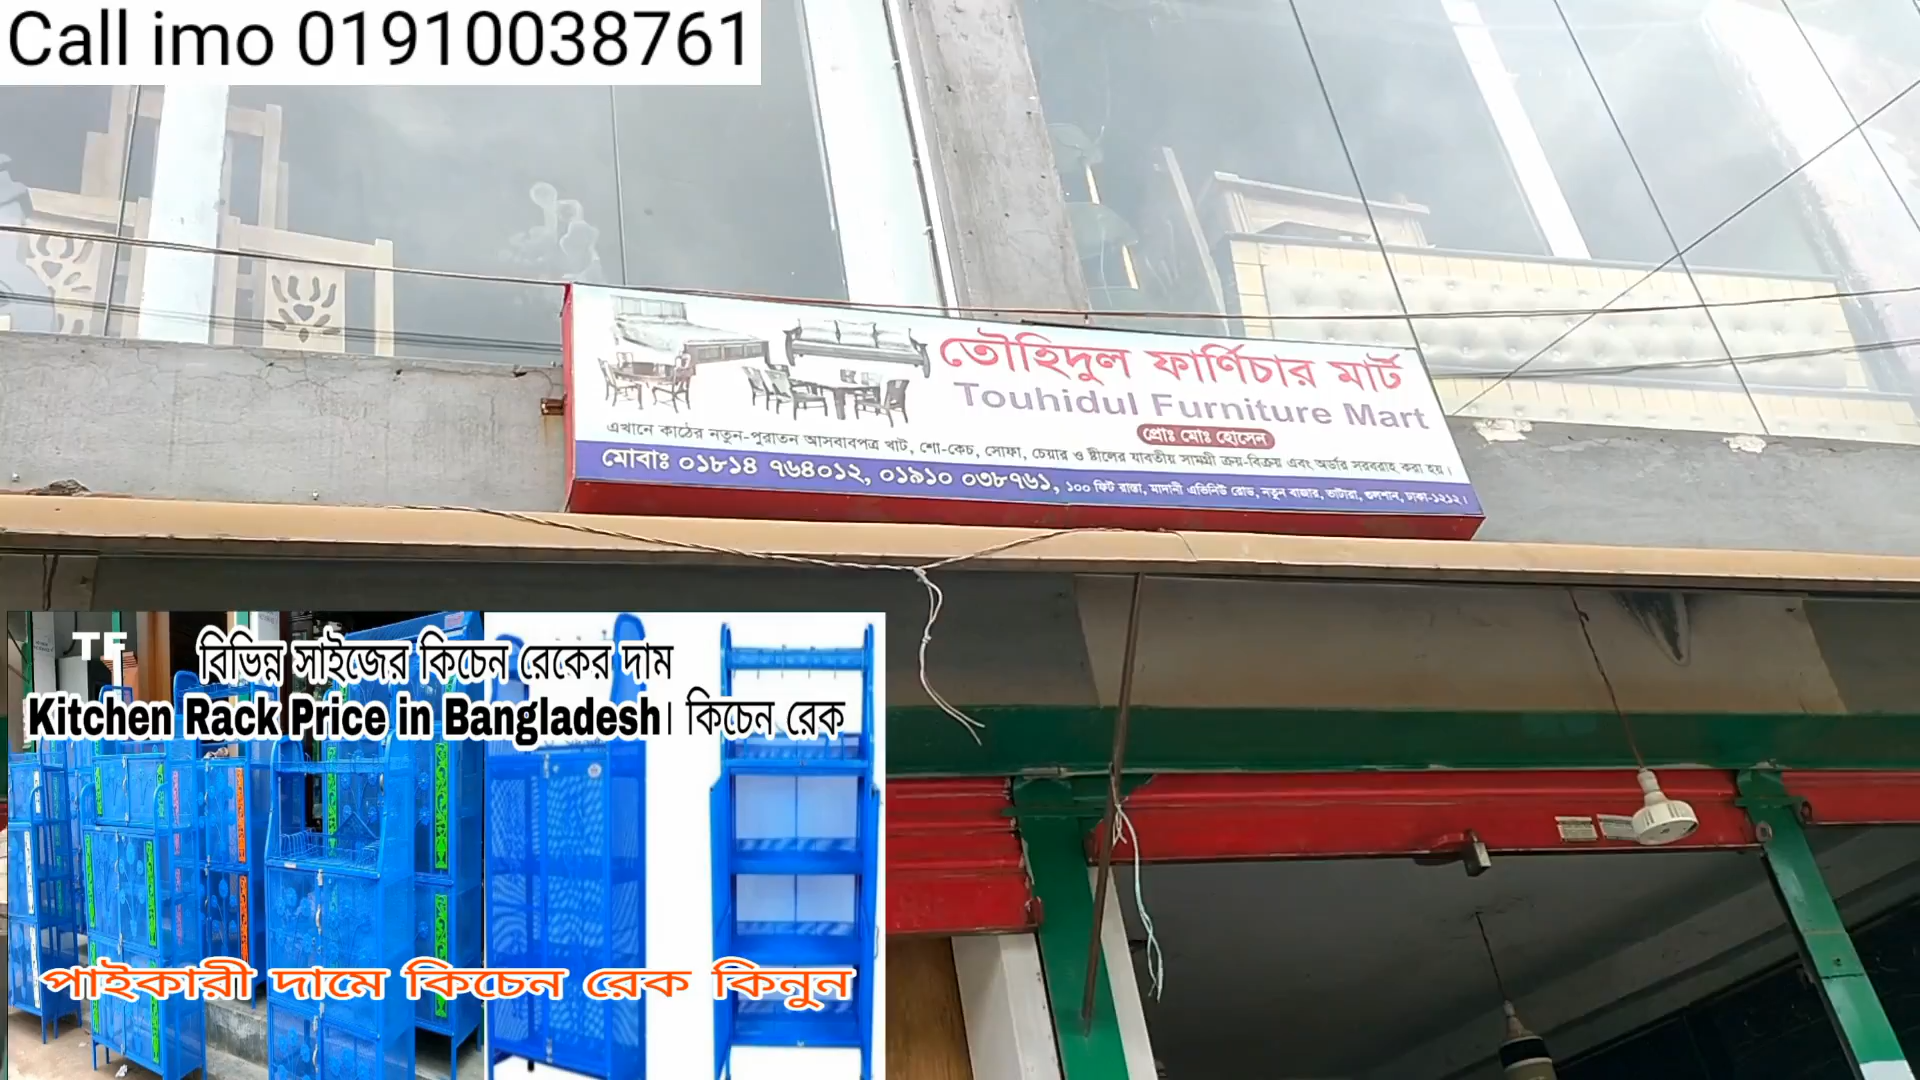 Call imo 01910038761
তৌহিদুল ফার্ণিচার মার্ট
Touhidul Furniture Mart
প্রোঃ মোঃ হোসেন
এখানে কাঠের নতুন-পুরাতন আসবাবপত্র খাট, শো-কেচ, সোফা, চেয়ার ও ষ্টীলের যাবতীয় সামগ্রী ক্রয়-বিক্রয় এবং অর্ডার সরবরাহ করা হয়।
মোবাঃ ০১৮১৪ ৭৬৪০১২, ০১৯১০ ০৩৮৭৬১, ১০০ ফিট রাস্তা, মাদানী এভিনিউ রোড, নতুন বাজার, ভাটারা, গুলশান, ঢাকা-১২১২।
TF
বিভিন্ন সাইজের কিচেন রেকের দাম
Kitchen Rack Price in Bangladesh। কিচেন রেক
পাইকারী দামে কিচেন রেক কিনুন